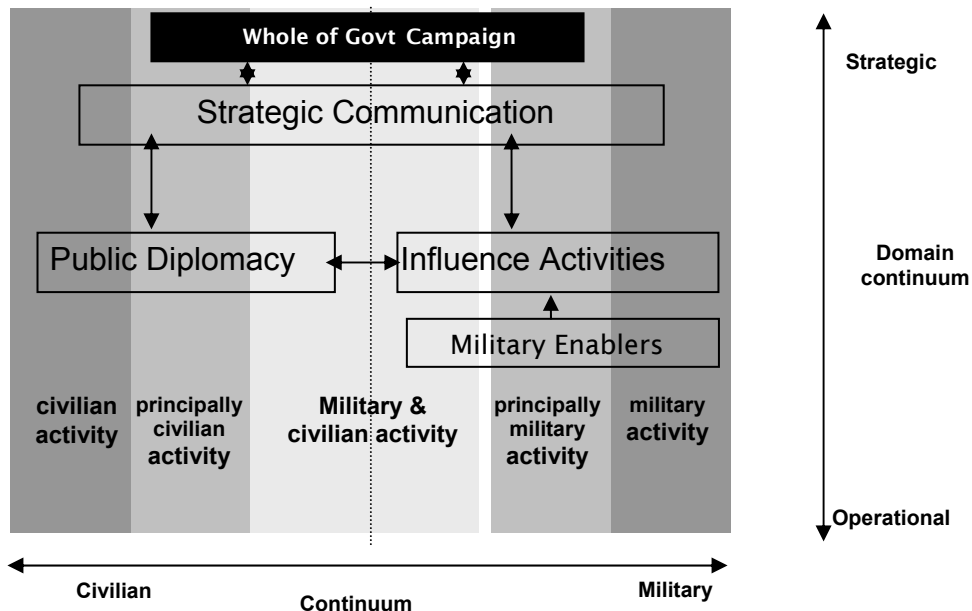 Whole of Govt Campaign
Strategic
Strategic Communication
Public Diplomacy
Influence Activities
Domain
continuum
Military Enablers
civilian
activity
principally
civilian
activity
Military &
civilian activity
principally
military
activity
military
activity
Operational
Civilian
Continuum
Military